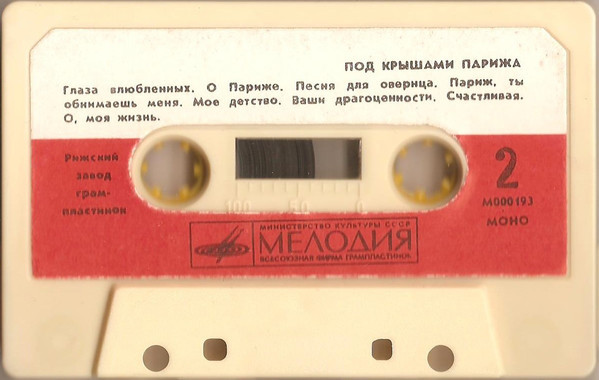 ПОД КРЫШАМИ ПАРИЖА
Глаза влюбленных. О Париже. Песня для овернца. Париж, ты
обнимаешь меня. Мое детство. Ваши драгоценности. Счастливая.
О, моя жизнь.
Рижский
завод
грам-
пластинок
2
М000193
МОНО
100 50 0
МИНИСТЕРСТВО КУЛЬТУРЫ СССР
МЕЛОДИЯ
ВСЕСОЮЗНАЯ ФИРМА ГРАМПЛАСТИНОК